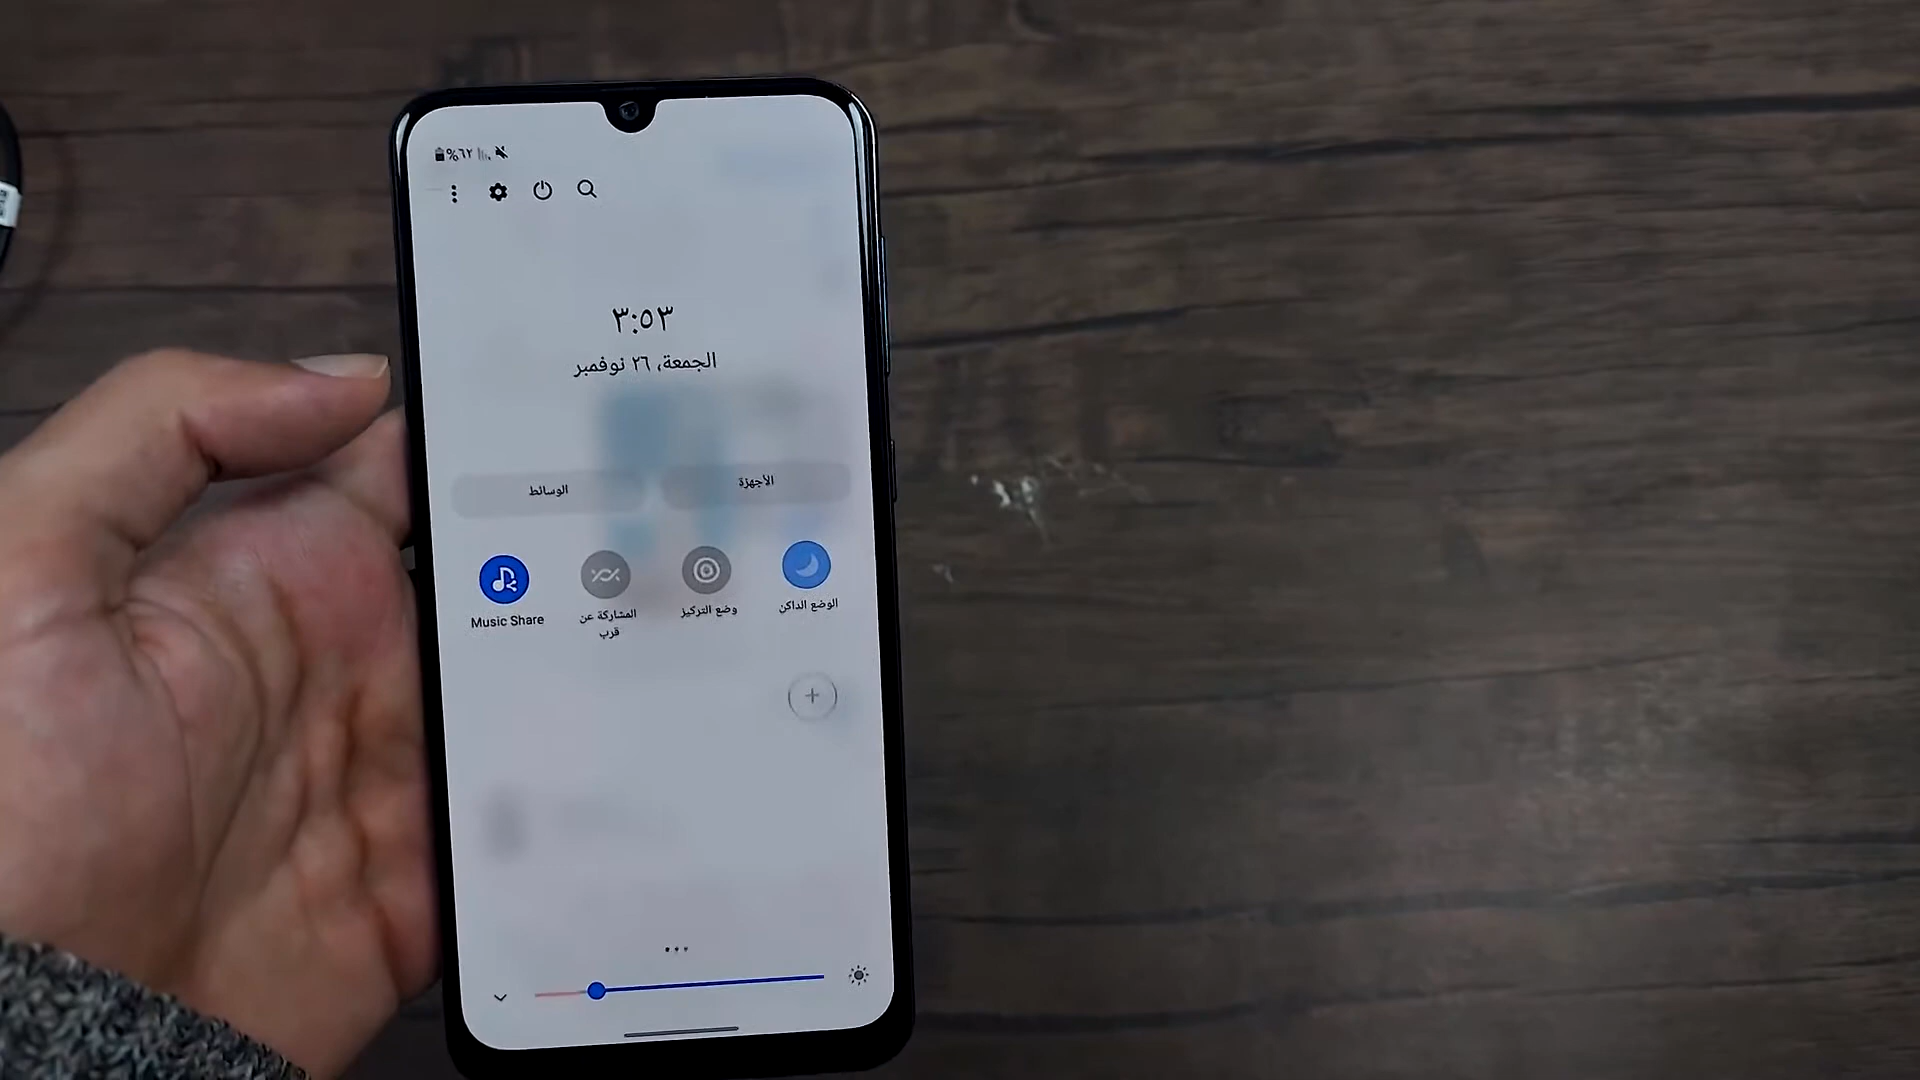 %٦٢
٣:٥٣
الجمعة، ٢٦ نوفمبر
الأجهزة
الوسائط
الوضع الداكن
وضع التركيز
المشاركة عن
قرب
Music Share